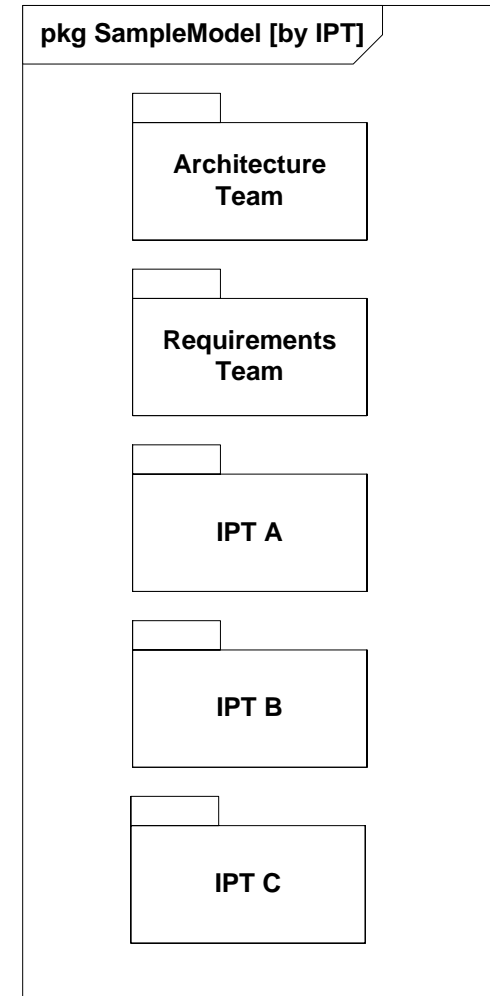 pkg SampleModel [by IPT]
Architecture
Team
Requirements
Team
IPT A
IPT B
IPT C